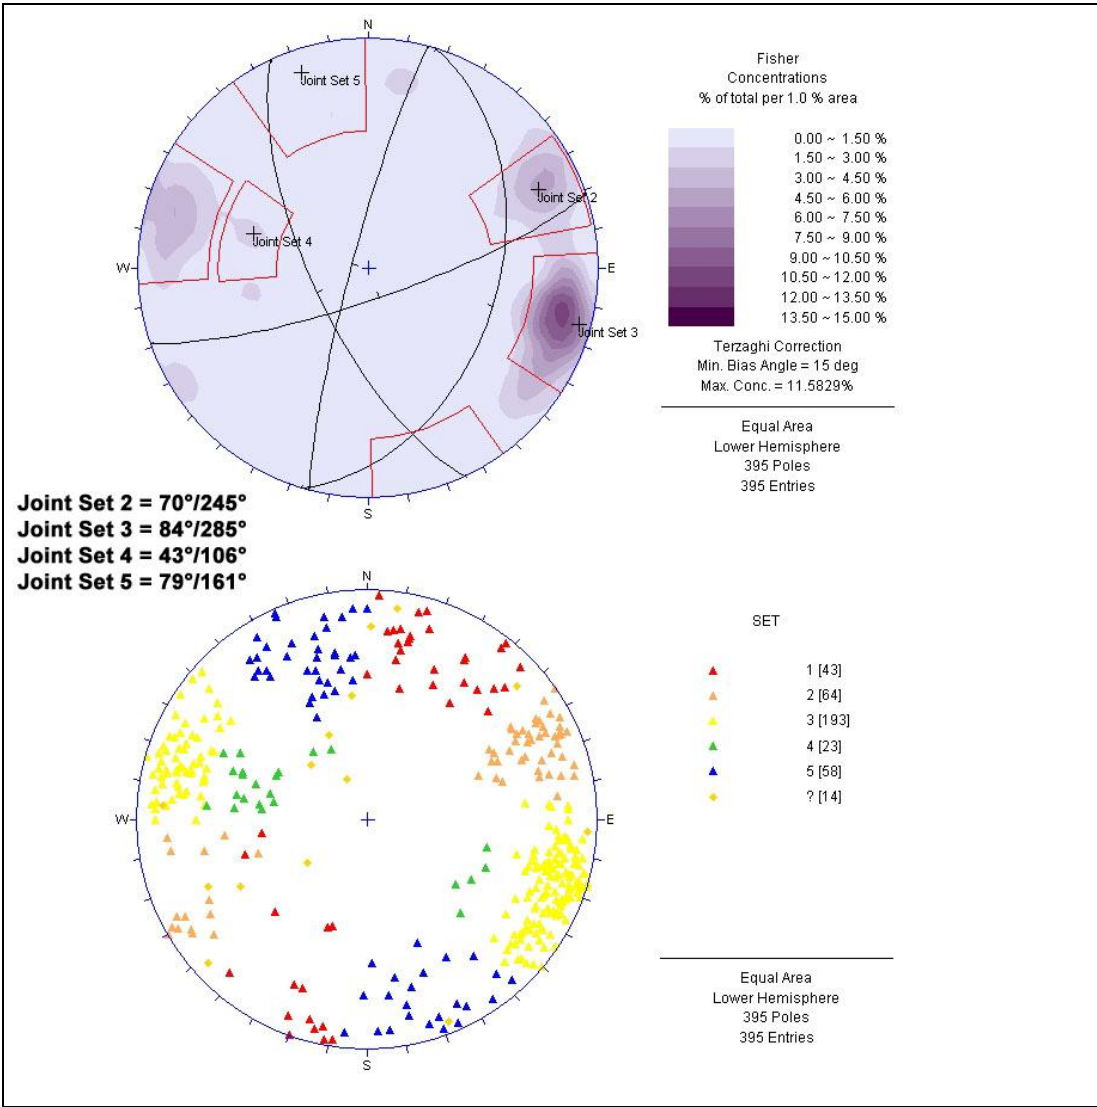 N
Joint Set 5
Joint Set 2
Joint Set 4
W
E
Joint Set 3
S
Fisher
Concentrations
% of total per 1.0 % area
0.00 ~ 1.50 %
1.50 ~ 3.00 %
3.00 ~ 4.50 %
4.50 ~ 6.00 %
6.00 ~ 7.50 %
7.50 ~ 9.00 %
9.00 ~ 10.50 %
10.50 ~ 12.00 %
12.00 ~ 13.50 %
13.50 ~ 15.00 %
Terzaghi Correction
Min. Bias Angle = 15 deg
Max. Conc. = 11.5829%
Equal Area
Lower Hemisphere
395 Poles
395 Entries
Joint Set 2 = 70°/245°
Joint Set 3 = 84°/285°
Joint Set 4 = 43°/106°
Joint Set 5 = 79°/161°
N
W
E
S
SET
1 [43]
2 [64]
3 [193]
4 [23]
5 [58]
? [14]
Equal Area
Lower Hemisphere
395 Poles
395 Entries